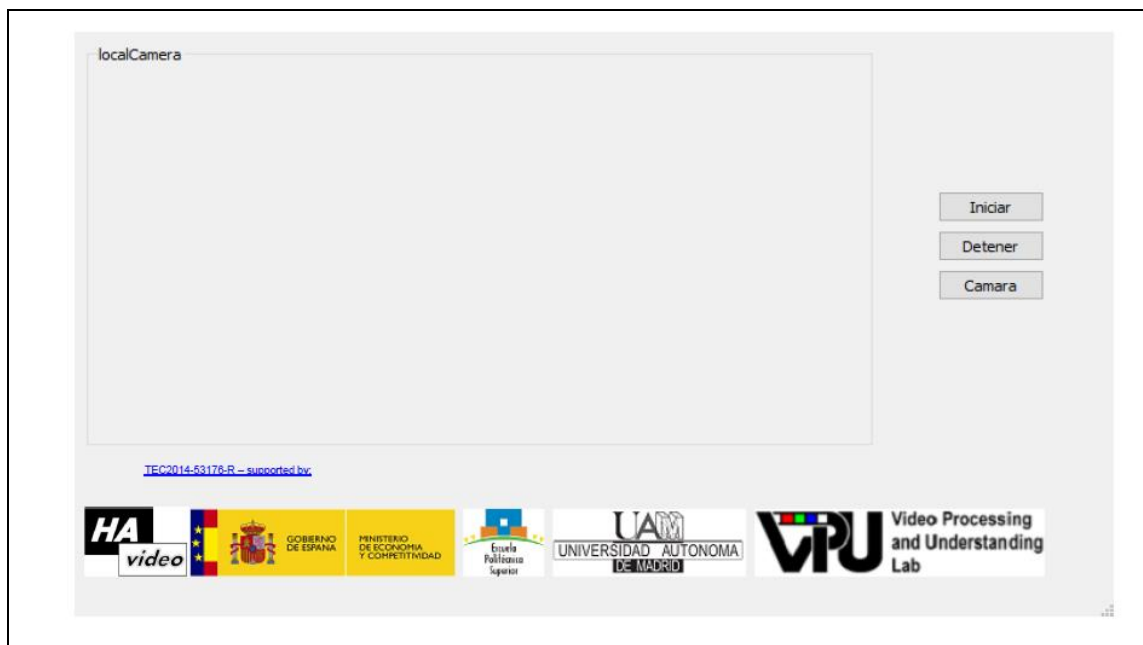 localCamera
Iniciar
Detener
Camara
TEC2014-53176-R – supported by:
HA
video
GOBIERNO
DE ESPAÑA
MINISTERIO
DE ECONOMIA
Y COMPETITIVIDAD
Escuela
Politécnica
Superior
UAM
UNIVERSIDAD AUTONOMA
DE MADRID
VPU
Video Processing
and Understanding
Lab